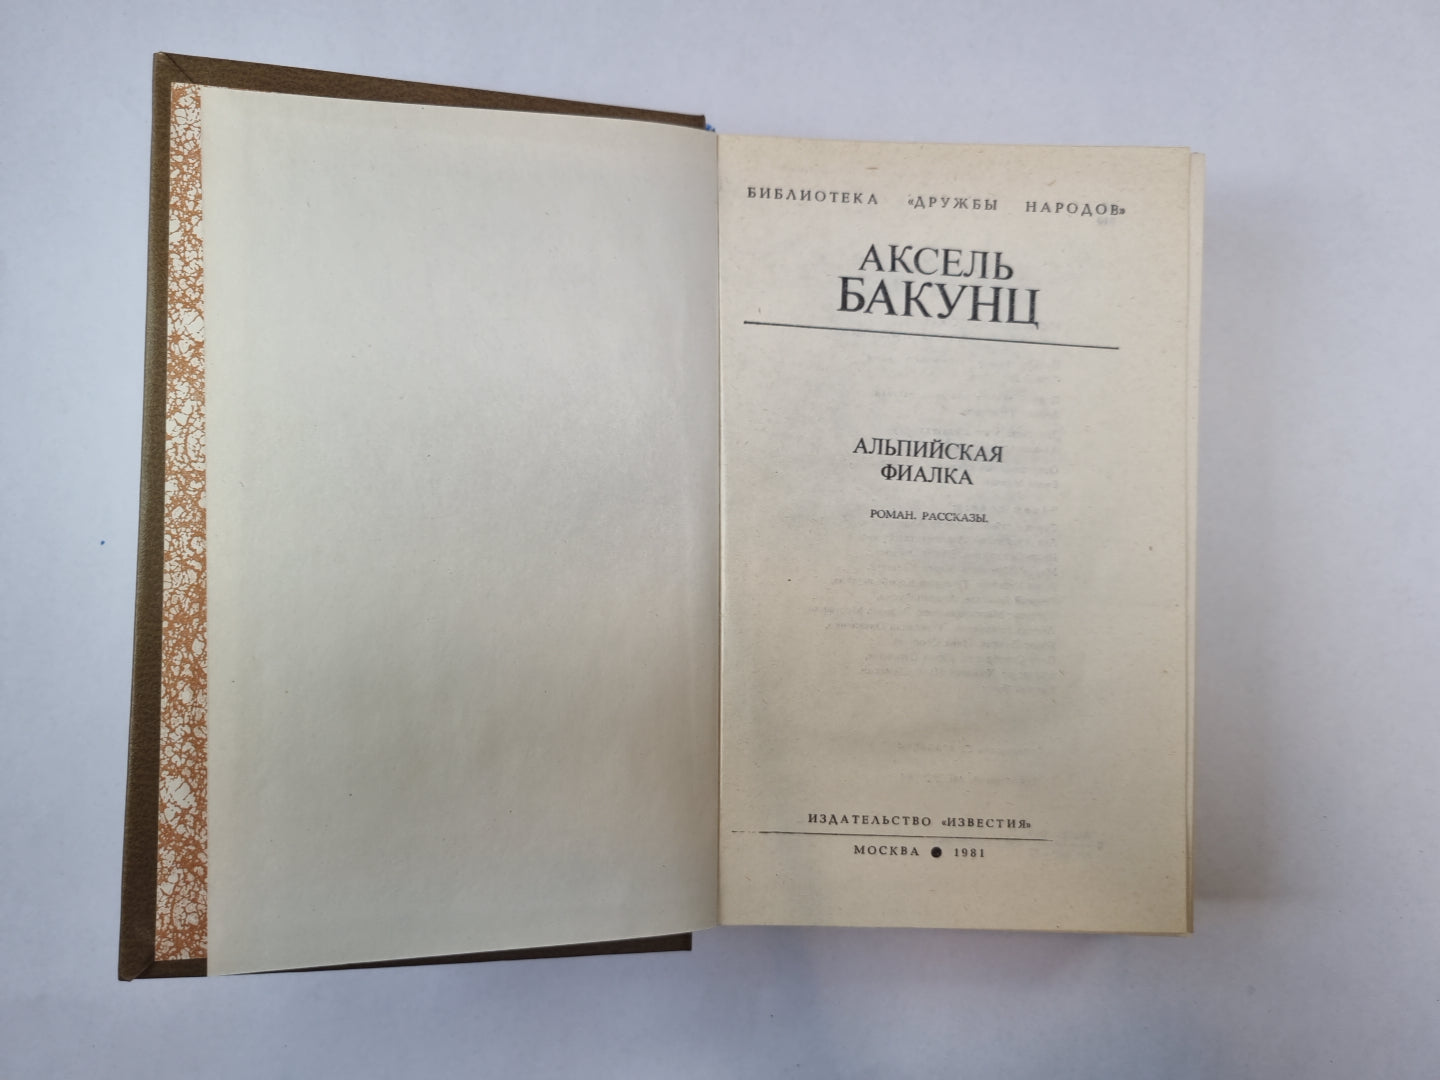 БИБЛИОТЕКА «ДРУЖБЫ НАРОДОВ»
АКСЕЛЬ
БАКУНЦ
АЛЬПИЙСКАЯ
ФИАЛКА
РОМАН. РАССКАЗЫ.
ИЗДАТЕЛЬСТВО «ИЗВЕСТИЯ»
МОСКВА ● 1981